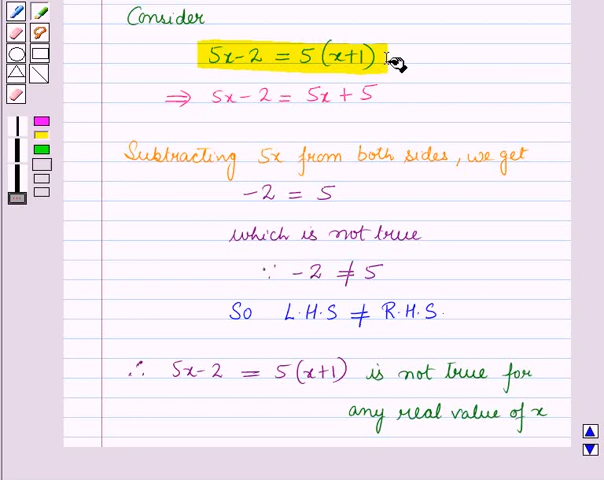 Consider
5x-2 = 5(x+1)
⇒ 5x-2 = 5x+5
Subtracting 5x from both sides, we get
-2 = 5
which is not true
∵ -2 ≠ 5
So L.H.S ≠ R.H.S.
∴ 5x-2 = 5(x+1) is not true for
any real value of x